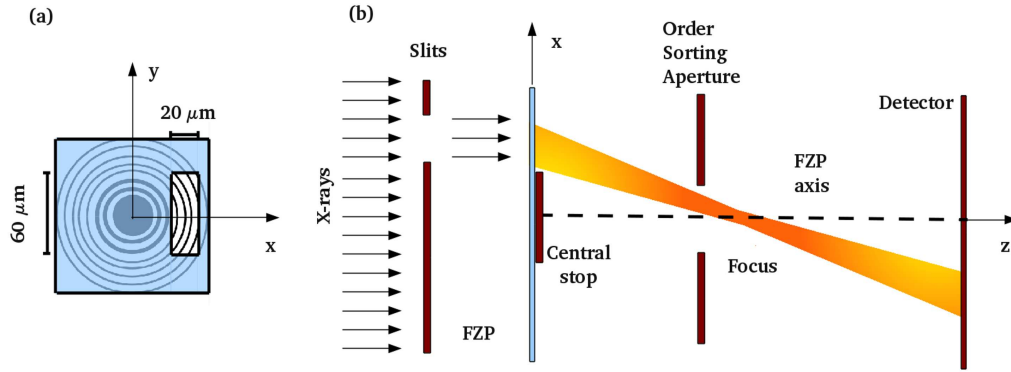 (a)
y
20 μm
60 μm
x
(b)
Slits
x
Order
Sorting
Aperture
Detector
X-rays
FZP
axis
z
Central
stop
Focus
FZP